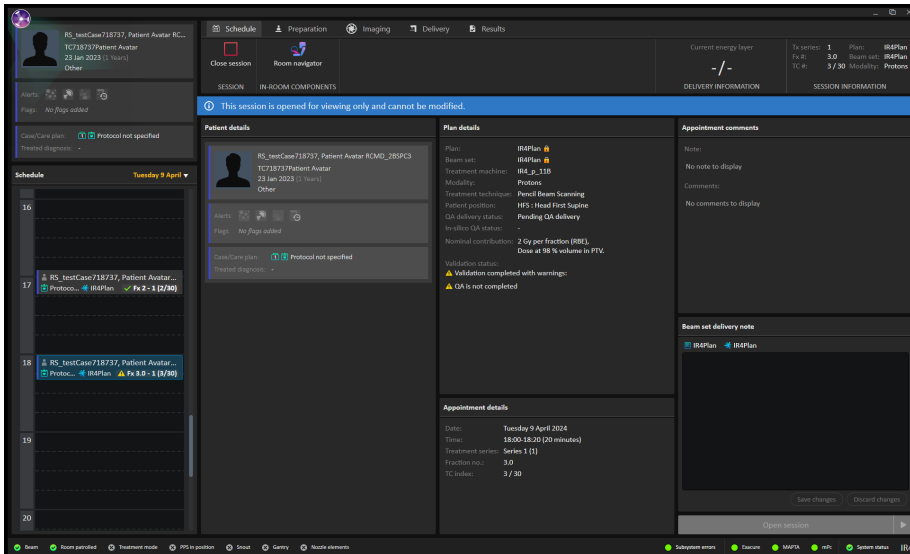 RS_testCase718737, Patient Avatar RC...
TC718737Patient Avatar
23 Jan 2023 (1 Years)
Other
Alerts:
Flags: No flags added
Case/Care plan: Protocol not specified
Treated diagnosis: -
Schedule
Preparation
Imaging
Delivery
Results
Close session
Room navigator
SESSION
IN-ROOM COMPONENTS
Current energy layer
-/-
DELIVERY INFORMATION
Tx series: 1 Plan: IR4Plan
Fx #: 3.0 Beam set: IR4Plan
TC #: 3 / 30 Modality: Protons
SESSION INFORMATION
This session is opened for viewing only and cannot be modified.
Schedule
Tuesday 9 April
16
17
RS_testCase718737, Patient Avatar...
Protoco... IR4Plan Fx 2 - 1 (2/30)
18
RS_testCase718737, Patient Avatar...
Protoc... IR4Plan Fx 3.0 - 1 (3/30)
19
20
Patient details
RS_testCase718737, Patient Avatar RCMD_2BSPC3
TC718737Patient Avatar
23 Jan 2023 (1 Years)
Other
Alerts:
Flags: No flags added
Case/Care plan: Protocol not specified
Treated diagnosis: -
Plan details
Plan: IR4Plan
Beam set: IR4Plan
Treatment machine: IR4_p_11B
Modality: Protons
Treatment technique: Pencil Beam Scanning
Patient position: HFS : Head First Supine
QA delivery status: Pending QA delivery
In-silico QA status: -
Nominal contribution: 2 Gy per fraction (RBE),
Dose at 98 % volume in PTV.
Validation status:
Validation completed with warnings:
QA is not completed
Appointment details
Date: Tuesday 9 April 2024
Time: 18:00-18:20 (20 minutes)
Treatment series: Series 1 (1)
Fraction no.: 3.0
TC index: 3 / 30
Appointment comments
Note:
No note to display
Comments:
No comments to display
Beam set delivery note
IR4Plan IR4Plan
Save changes
Discard changes
Open session
Beam
Room patrolled
Treatment mode
PPS in position
Snout
Gantry
Nozzle elements
Subsystem errors
Execure
MAPTA
mPc
System status